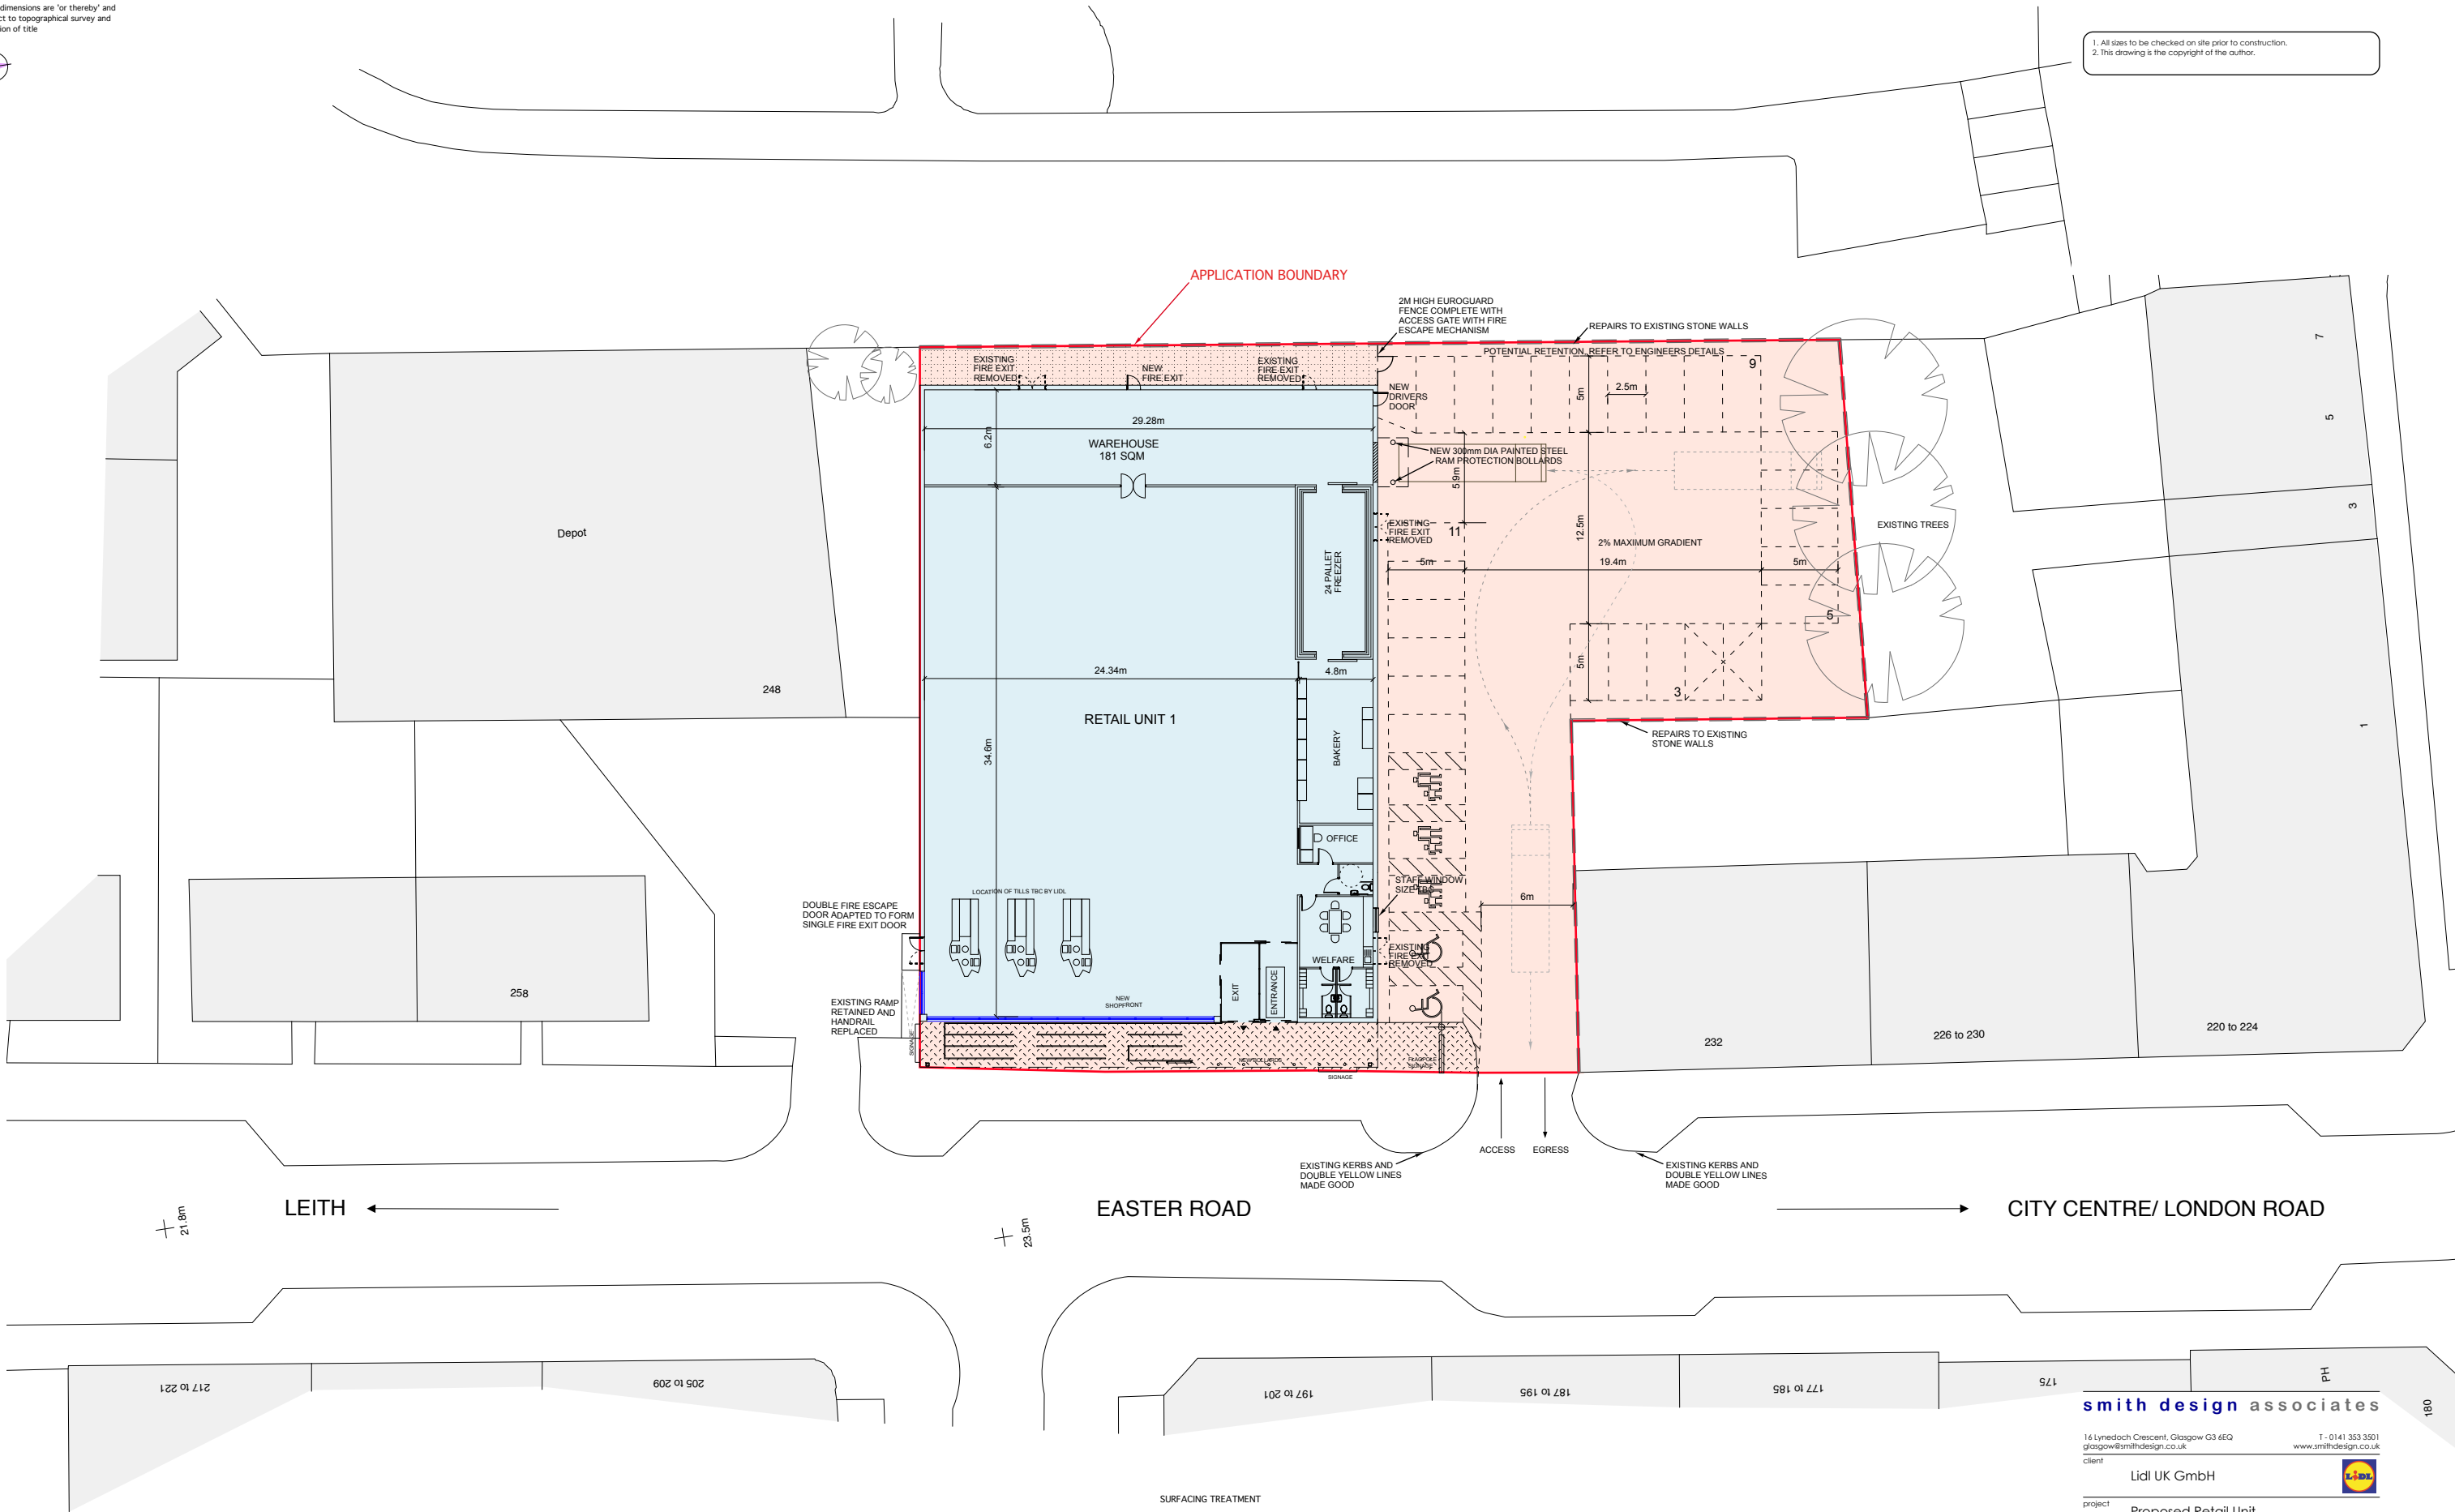 dimensions are 'or thereby' and
ct to topographical survey and
ion of title
1. All sizes to be checked on site prior to construction.
2. This drawing is the copyright of the author.
APPLICATION BOUNDARY
2M HIGH EUROGUARD
FENCE COMPLETE WITH
ACCESS GATE WITH FIRE
ESCAPE MECHANISM
REPAIRS TO EXISTING STONE WALLS
POTENTIAL RETENTION, REFER TO ENGINEERS DETAILS
EXISTING
FIRE EXIT
REMOVED
NEW
FIRE EXIT
EXISTING
FIRE EXIT
REMOVED
NEW
DRIVERS
DOOR
9
2.5m
5m
7
5
3
1
29.28m
6.2m
WAREHOUSE
181 SQM
NEW 300mm DIA PAINTED STEEL
RAM PROTECTION BOLLARDS
5.9m
Depot
EXISTING
FIRE EXIT
REMOVED
11
12.5m
2% MAXIMUM GRADIENT
EXISTING TREES
5m
19.4m
5m
24 PALLET
FREEZER
5
5m
3
24.34m
4.8m
248
RETAIL UNIT 1
34.6m
BAKERY
REPAIRS TO EXISTING
STONE WALLS
OFFICE
LOCATION OF TILLS TBC BY LIDL
STAFF WINDOW
SIZE TBC
6m
DOUBLE FIRE ESCAPE
DOOR ADAPTED TO FORM
SINGLE FIRE EXIT DOOR
EXISTING
FIRE EXIT
REMOVED
WELFARE
EXIT
ENTRANCE
258
EXISTING RAMP
RETAINED AND
HANDRAIL
REPLACED
NEW
SHOPFRONT
SIGNAGE
NEW BOLLARDS
FLAGPOLE
SIGNAGE
SIGNAGE
232
226 to 230
220 to 224
ACCESS
EGRESS
EXISTING KERBS AND
DOUBLE YELLOW LINES
MADE GOOD
EXISTING KERBS AND
DOUBLE YELLOW LINES
MADE GOOD
LEITH
EASTER ROAD
CITY CENTRE/ LONDON ROAD
21.8m
23.5m
217 to 221
205 to 209
197 to 201
187 to 195
177 to 185
175
PH
180
smith design associates
16 Lynedoch Crescent, Glasgow G3 6EQ
T - 0141 353 3501
glasgow@smithdesign.co.uk
www.smithdesign.co.uk
client
Lidl UK GmbH
LIDL
project
Proposed Retail Unit
SURFACING TREATMENT